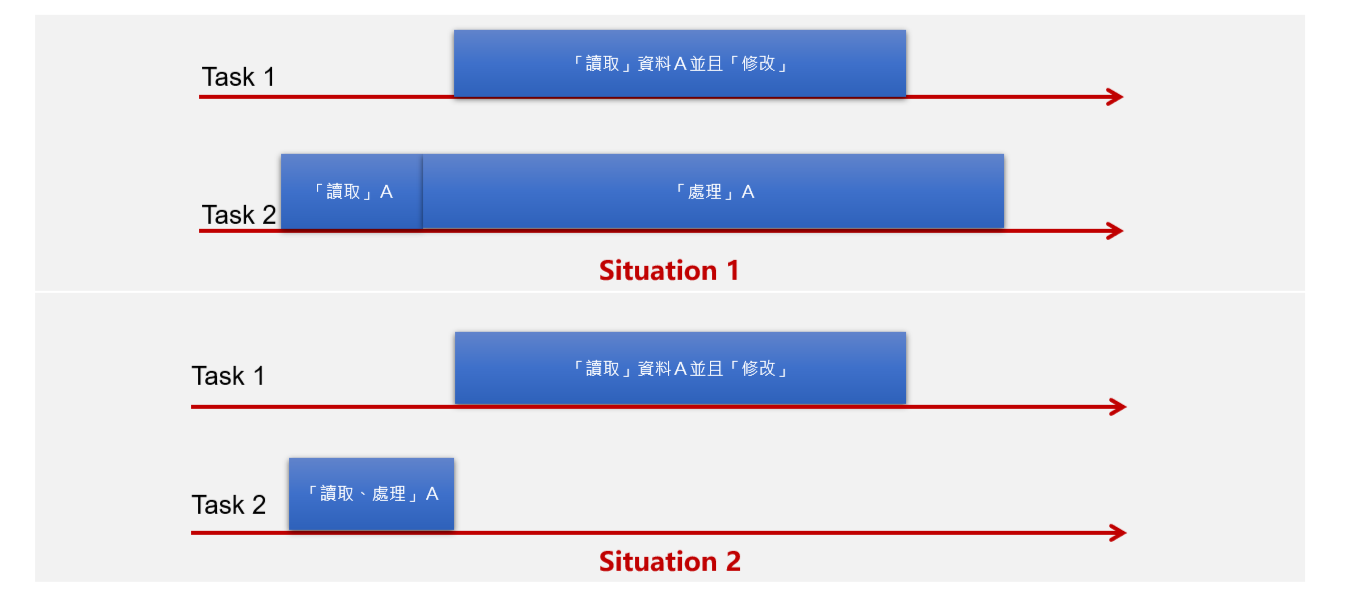 Task 1
「讀取」資料A並且「修改」
Task 2
「讀取」A
「處理」A
Situation 1
Task 1
「讀取」資料A並且「修改」
Task 2
「讀取、處理」A
Situation 2